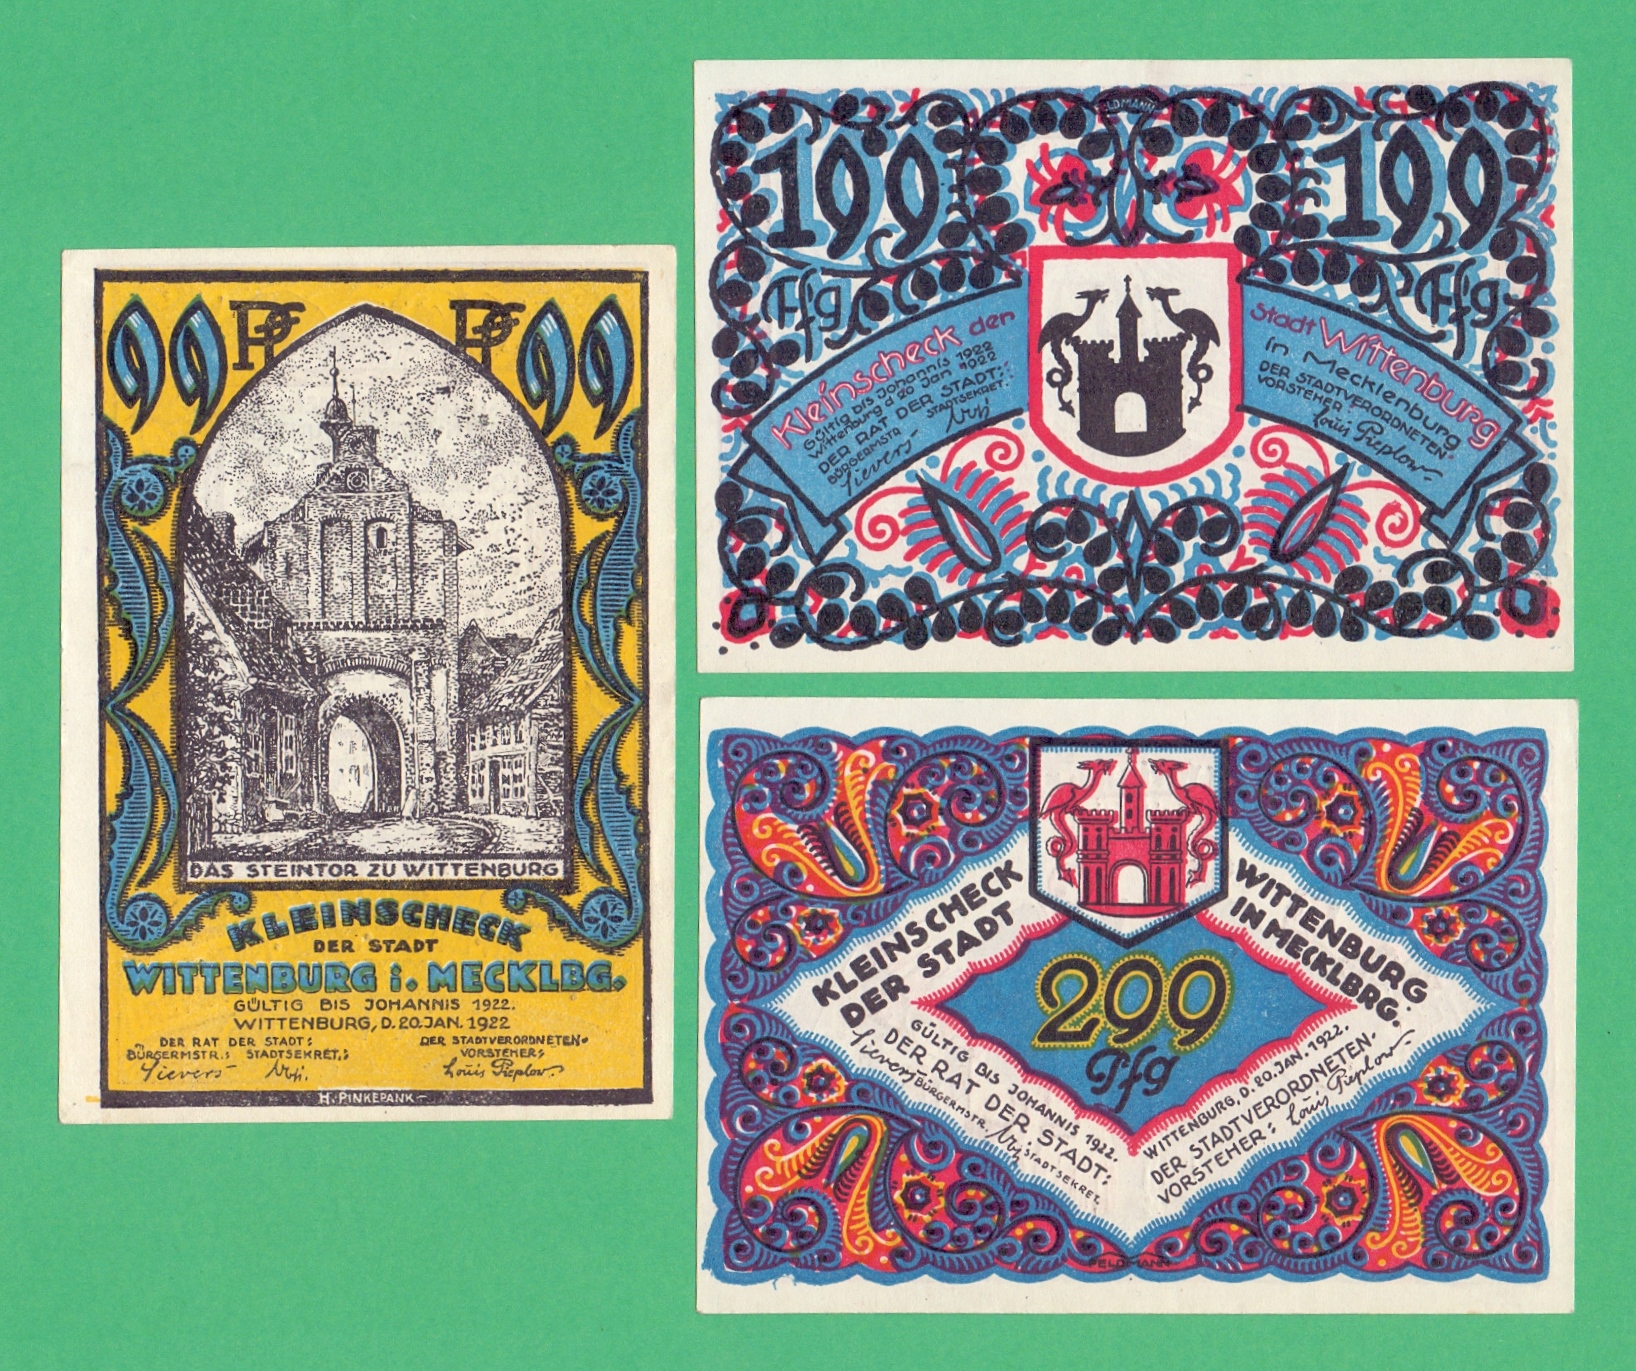 99 PF PF 99
DAS STEINTOR ZU WITTENBURG
KLEINSCHECK
DER STADT
WITTENBURG i. MECKLBG.
GÜLTIG BIS JOHANNIS 1922.
WITTENBURG, D. 20. JAN. 1922
DER RAT DER STADT:
BÜRGERMSTR.: STADTSEKRET.:
Sievers
DER STADTVERORDNETEN-
VORSTEHER:
Louis Pieplow
H. PINKEPANK
FELDMANN
199 199
Pfg Pfg
Kleinscheck den
Gültig bis Johannis 1922
Wittenburg d 20 Jan 1922
DER RAT DER STADT:
BÜRGERMSTR. STADTSEKRET.
Sievers
Stadt Wittenburg
in Mecklenburg
DER STADTVERORDNETEN-
VORSTEHER:
Louis Pieplow
KLEINSCHECK
DER STADT
WITTENBURG
IN MECKLBRG.
299
Pfg
GÜLTIG BIS JOHANNIS 1922.
DER RAT DER STADT:
Sievers BÜRGERMSTR. STADTSEKRET.
WITTENBURG, D. 20. JAN. 1922.
DER STADTVERORDNETEN-
VORSTEHER: Louis Pieplow
FELDMANN